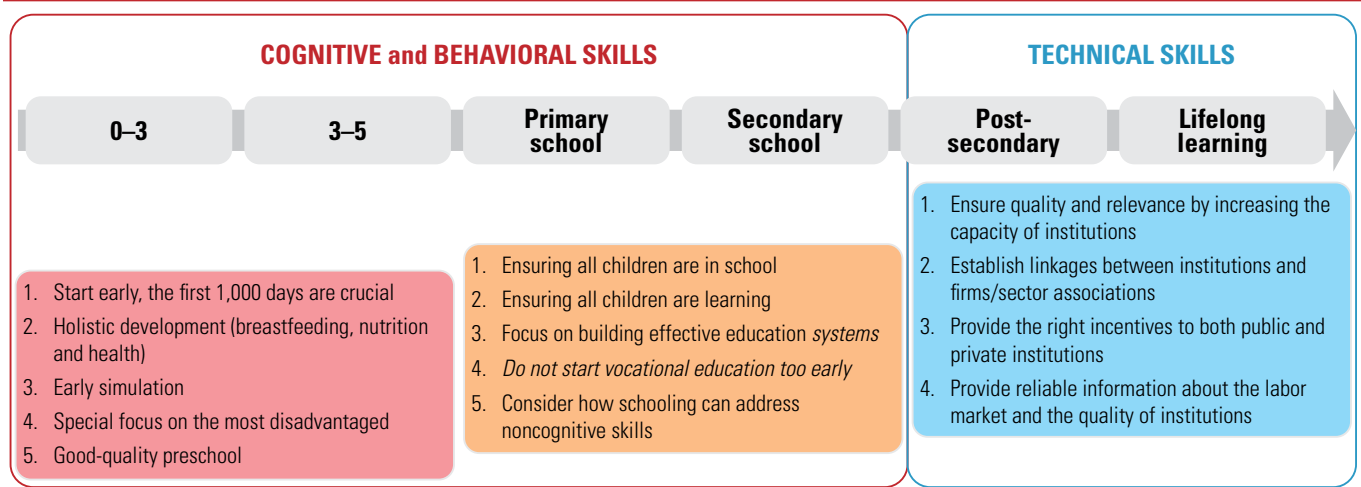 COGNITIVE and BEHAVIORAL SKILLS
TECHNICAL SKILLS
0–3
3–5
Primary
school
Secondary
school
Post-
secondary
Lifelong
learning
1. Start early, the first 1,000 days are crucial
2. Holistic development (breastfeeding, nutrition
and health)
3. Early simulation
4. Special focus on the most disadvantaged
5. Good-quality preschool
1. Ensuring all children are in school
2. Ensuring all children are learning
3. Focus on building effective education systems
4. Do not start vocational education too early
5. Consider how schooling can address
noncognitive skills
1. Ensure quality and relevance by increasing the
capacity of institutions
2. Establish linkages between institutions and
firms/sector associations
3. Provide the right incentives to both public and
private institutions
4. Provide reliable information about the labor
market and the quality of institutions